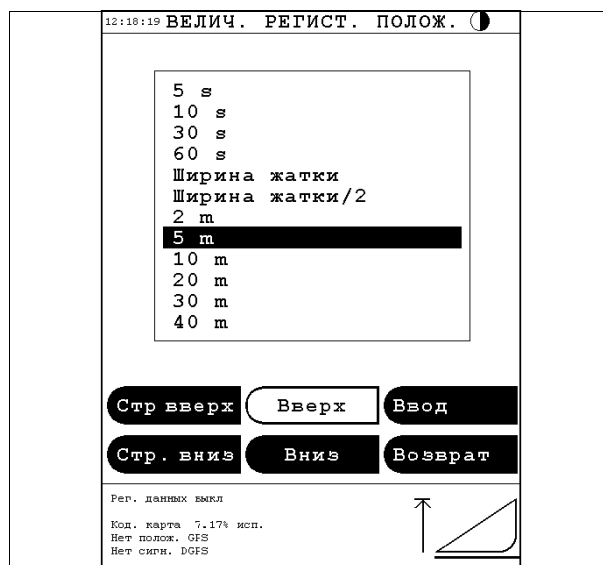 12:18:19 ВЕЛИЧ. РЕГИСТ. ПОЛОЖ.
5 s
10 s
30 s
60 s
Ширина жатки
Ширина жатки/2
2 m
5 m
10 m
20 m
30 m
40 m
Стр вверх Вверх Ввод
Стр. вниз Вниз Возврат
Рег. данных выкл
Код. карта 7.17% исп.
Нет полож. GPS
Нет сигн. DGPS